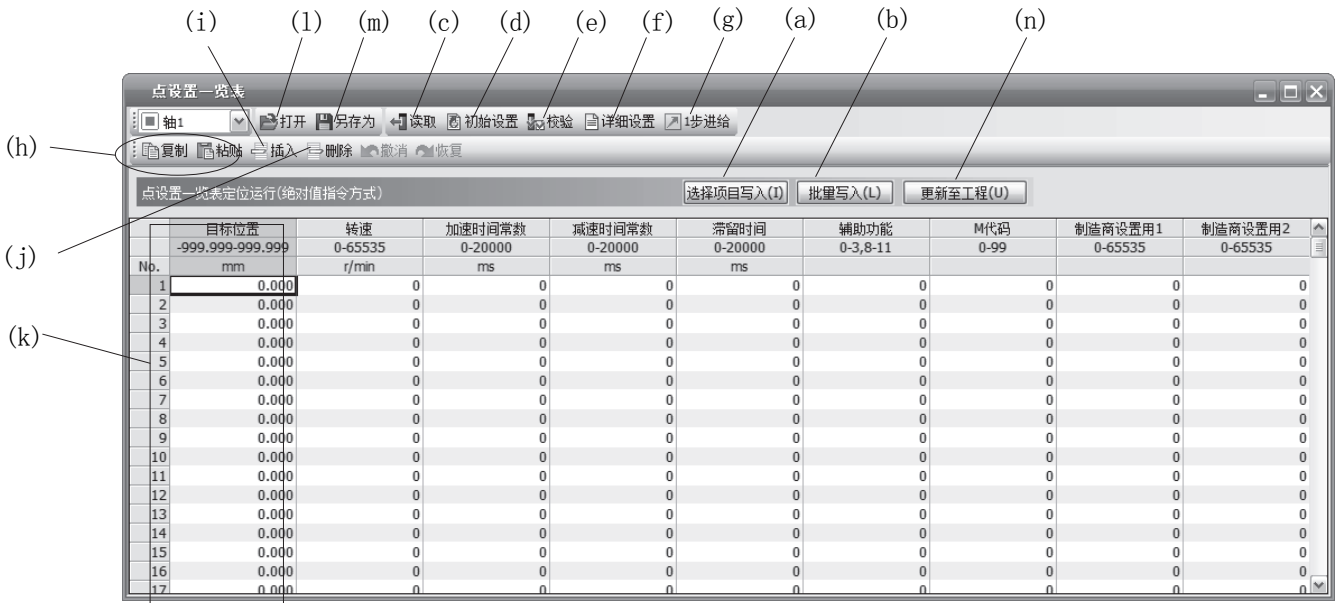 (i) (l) (m) (c) (d) (e) (f) (g) (a) (b) (n)
点设置一览表
轴1 打开 另存为 读取 初始设置 校验 详细设置 1步进给
(h)
复制 粘贴 插入 删除 撤消 恢复
点设置一览表定位运行(绝对值指令方式) 选择项目写入(I) 批量写入(L) 更新至工程(U)
目标位置 转速 加速时间常数 减速时间常数 滞留时间 辅助功能 M代码 制造商设置用1 制造商设置用2
-999.999-999.999 0-65535 0-20000 0-20000 0-20000 0-3,8-11 0-99 0-65535 0-65535
(j)
No. mm r/min ms ms ms
1 0.000 0 0 0 0 0 0 0 0
2 0.000 0 0 0 0 0 0 0 0
3 0.000 0 0 0 0 0 0 0 0
(k)
4 0.000 0 0 0 0 0 0 0 0
5 0.000 0 0 0 0 0 0 0 0
6 0.000 0 0 0 0 0 0 0 0
7 0.000 0 0 0 0 0 0 0 0
8 0.000 0 0 0 0 0 0 0 0
9 0.000 0 0 0 0 0 0 0 0
10 0.000 0 0 0 0 0 0 0 0
11 0.000 0 0 0 0 0 0 0 0
12 0.000 0 0 0 0 0 0 0 0
13 0.000 0 0 0 0 0 0 0 0
14 0.000 0 0 0 0 0 0 0 0
15 0.000 0 0 0 0 0 0 0 0
16 0.000 0 0 0 0 0 0 0 0
17 0.000 0 0 0 0 0 0 0 0